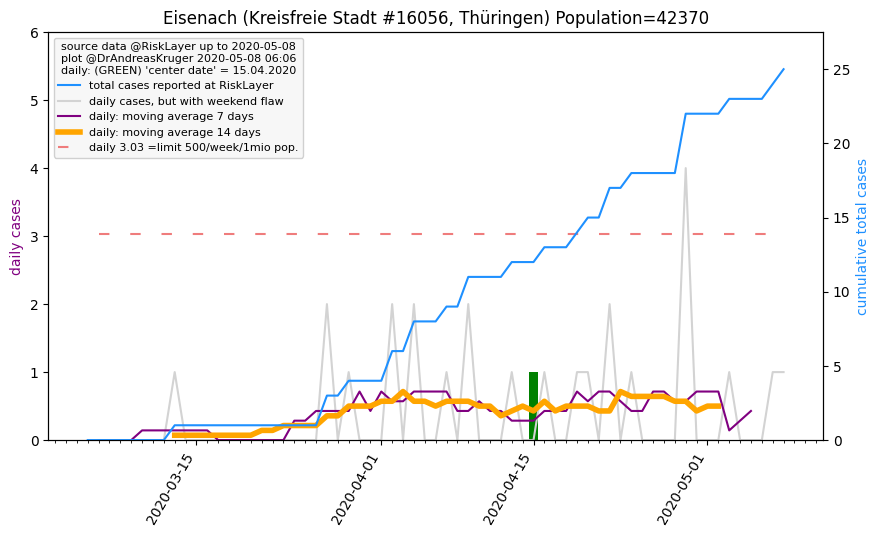 Eisenach (Kreisfreie Stadt #16056, Thüringen) Population=42370
source data @RiskLayer up to 2020-05-08
plot @DrAndreasKruger 2020-05-08 06:06
daily: (GREEN) 'center date' = 15.04.2020
total cases reported at RiskLayer
daily cases, but with weekend flaw
daily: moving average 7 days
daily: moving average 14 days
daily 3.03 =limit 500/week/1mio pop.
daily cases
6
5
4
3
2
1
0
25
20
15
10
5
0
cumulative total cases
2020-03-15
2020-04-01
2020-04-15
2020-05-01